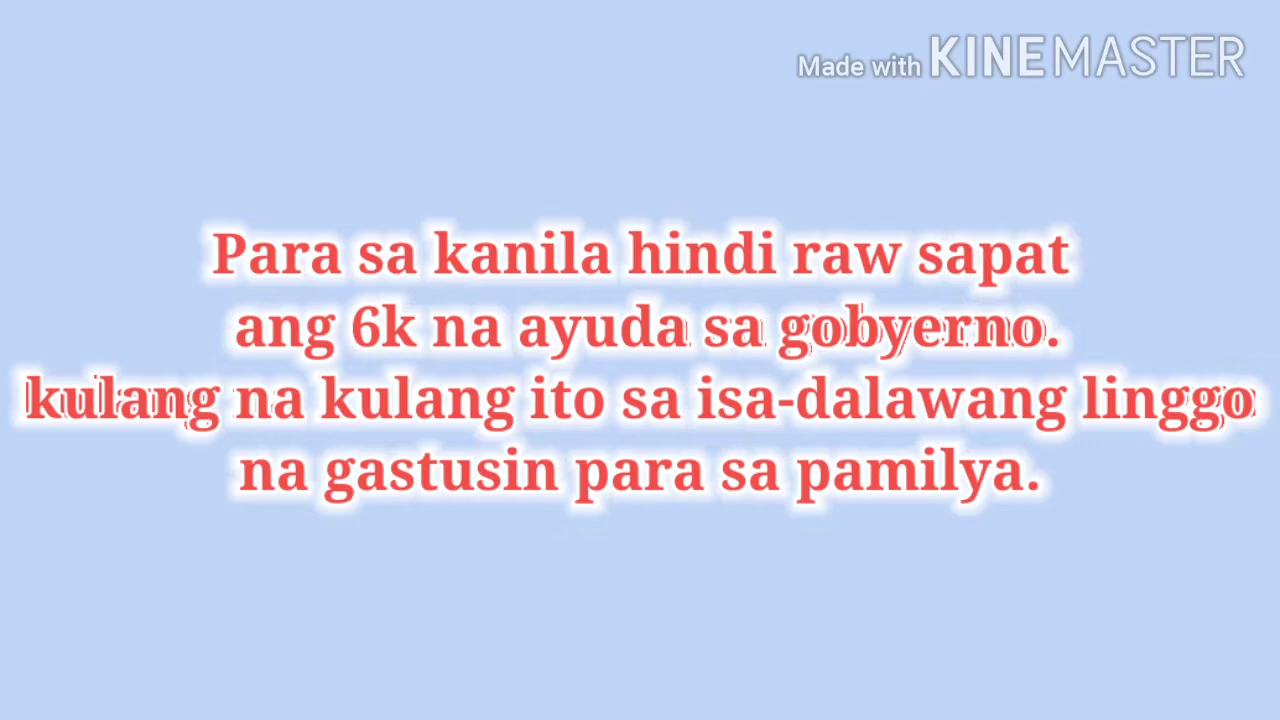 Made with KINEMASTER
Para sa kanila hindi raw sapat
ang 6k na ayuda sa gobyerno.
kulang na kulang ito sa isa-dalawang linggo
na gastusin para sa pamilya.